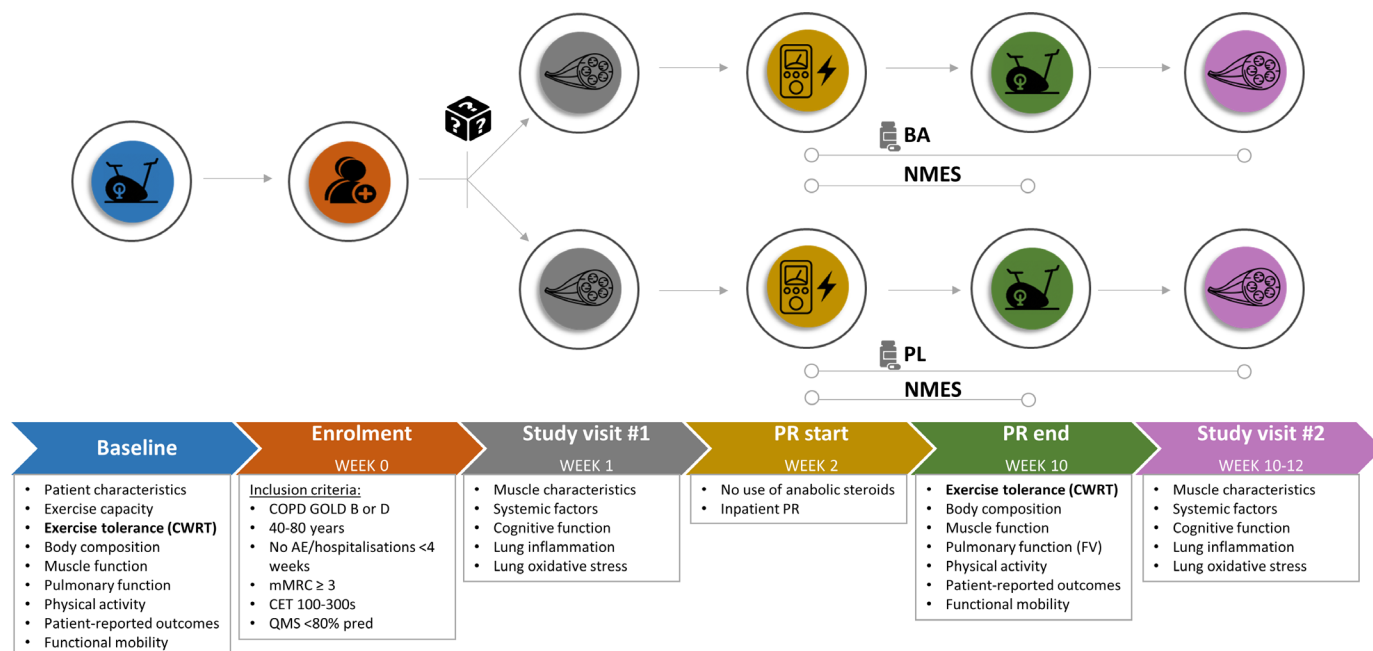 ? ? ?
BA
NMES
PL
NMES
Baseline
• Patient characteristics
• Exercise capacity
• Exercise tolerance (CWRT)
• Body composition
• Muscle function
• Pulmonary function
• Physical activity
• Patient-reported outcomes
• Functional mobility
Enrolment
WEEK 0
Inclusion criteria:
• COPD GOLD B or D
• 40-80 years
• No AE/hospitalisations <4
weeks
• mMRC ≥ 3
• CET 100-300s
• QMS <80% pred
Study visit #1
WEEK 1
• Muscle characteristics
• Systemic factors
• Cognitive function
• Lung inflammation
• Lung oxidative stress
PR start
WEEK 2
• No use of anabolic steroids
• Inpatient PR
PR end
WEEK 10
• Exercise tolerance (CWRT)
• Body composition
• Muscle function
• Pulmonary function (FV)
• Physical activity
• Patient-reported outcomes
• Functional mobility
Study visit #2
WEEK 10-12
• Muscle characteristics
• Systemic factors
• Cognitive function
• Lung inflammation
• Lung oxidative stress